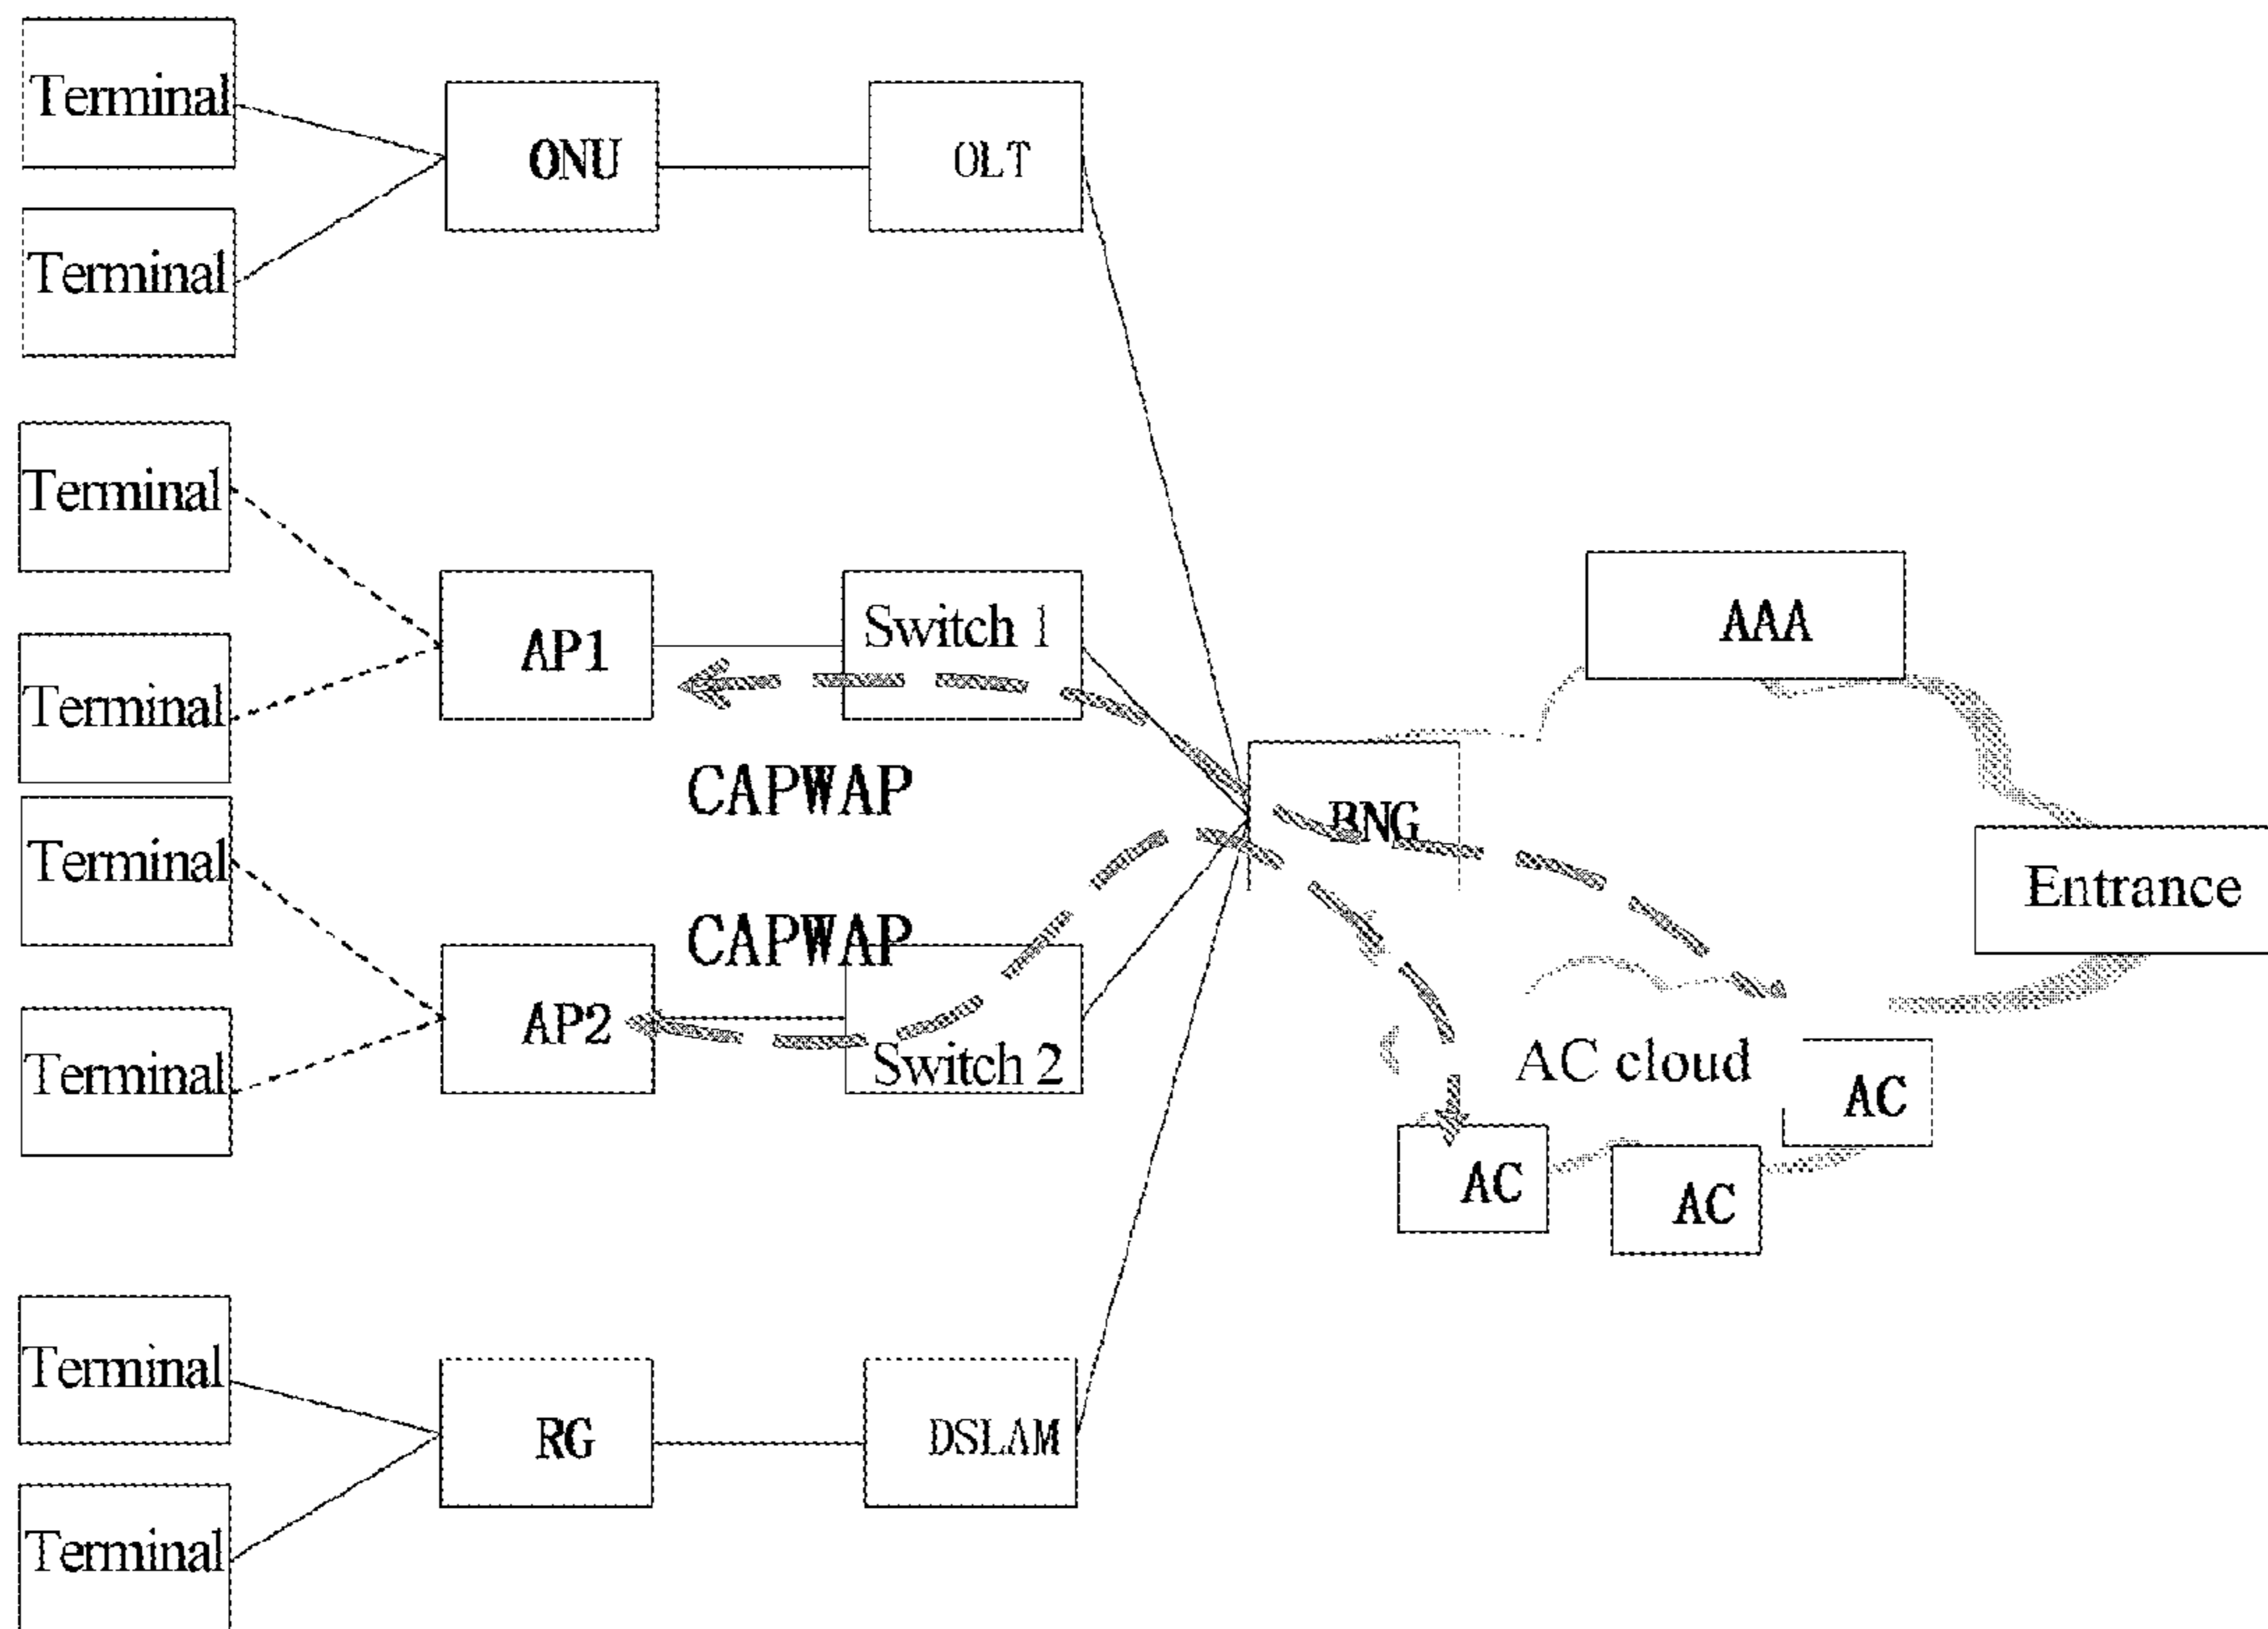 Terminal
ONU
OLT
Terminal
Terminal
AP1
Switch 1
AAA
Terminal
CAPWAP
Terminal
BNG
Entrance
CAPWAP
AP2
Switch 2
Terminal
AC cloud
AC
AC
AC
Terminal
RG
DSLAM
Terminal